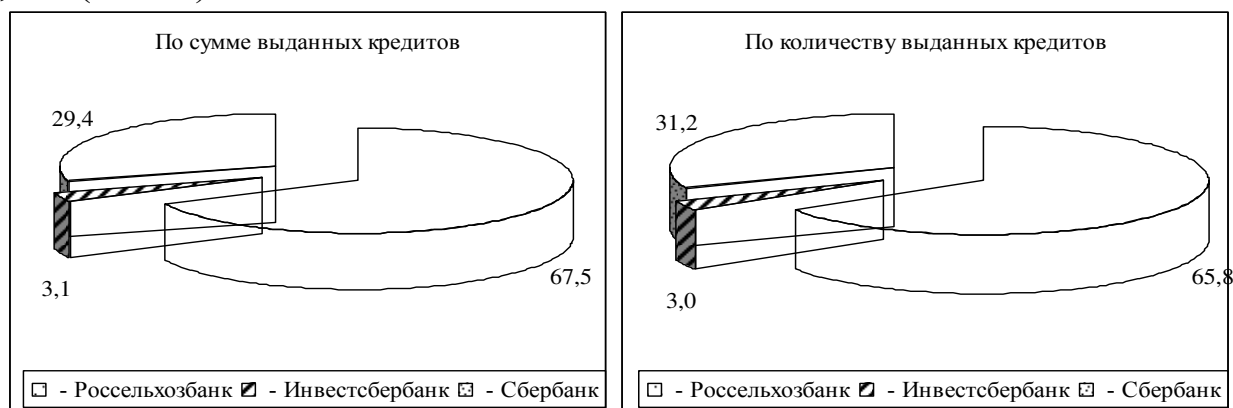 По сумме выданных кредитов
29,4
3,1
67,5
- Россельхозбанк - Инвестсбербанк - Сбербанк
По количеству выданных кредитов
31,2
3,0
65,8
- Россельхозбанк - Инвестсбербанк - Сбербанк